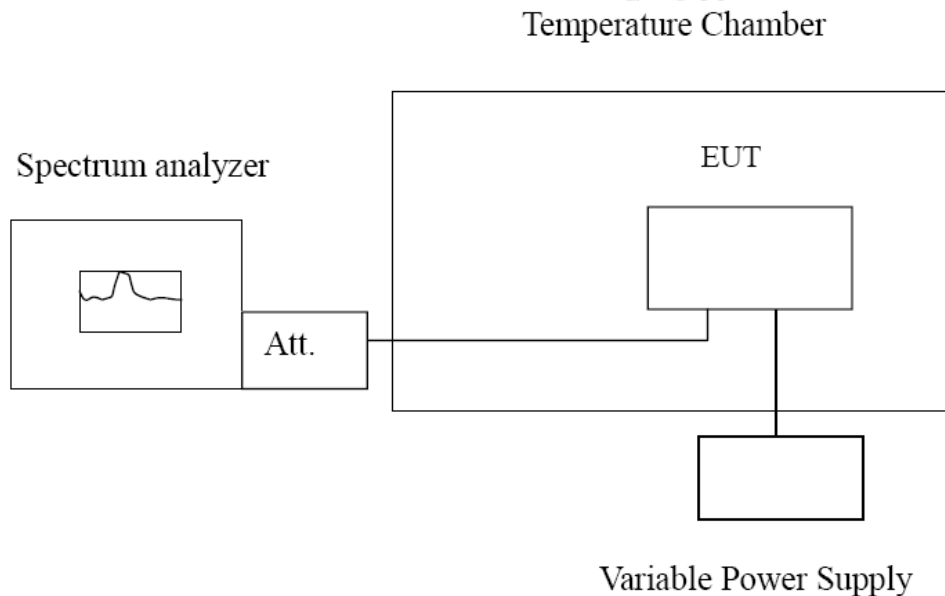 Temperature Chamber
Spectrum analyzer
EUT
Att.
Variable Power Supply